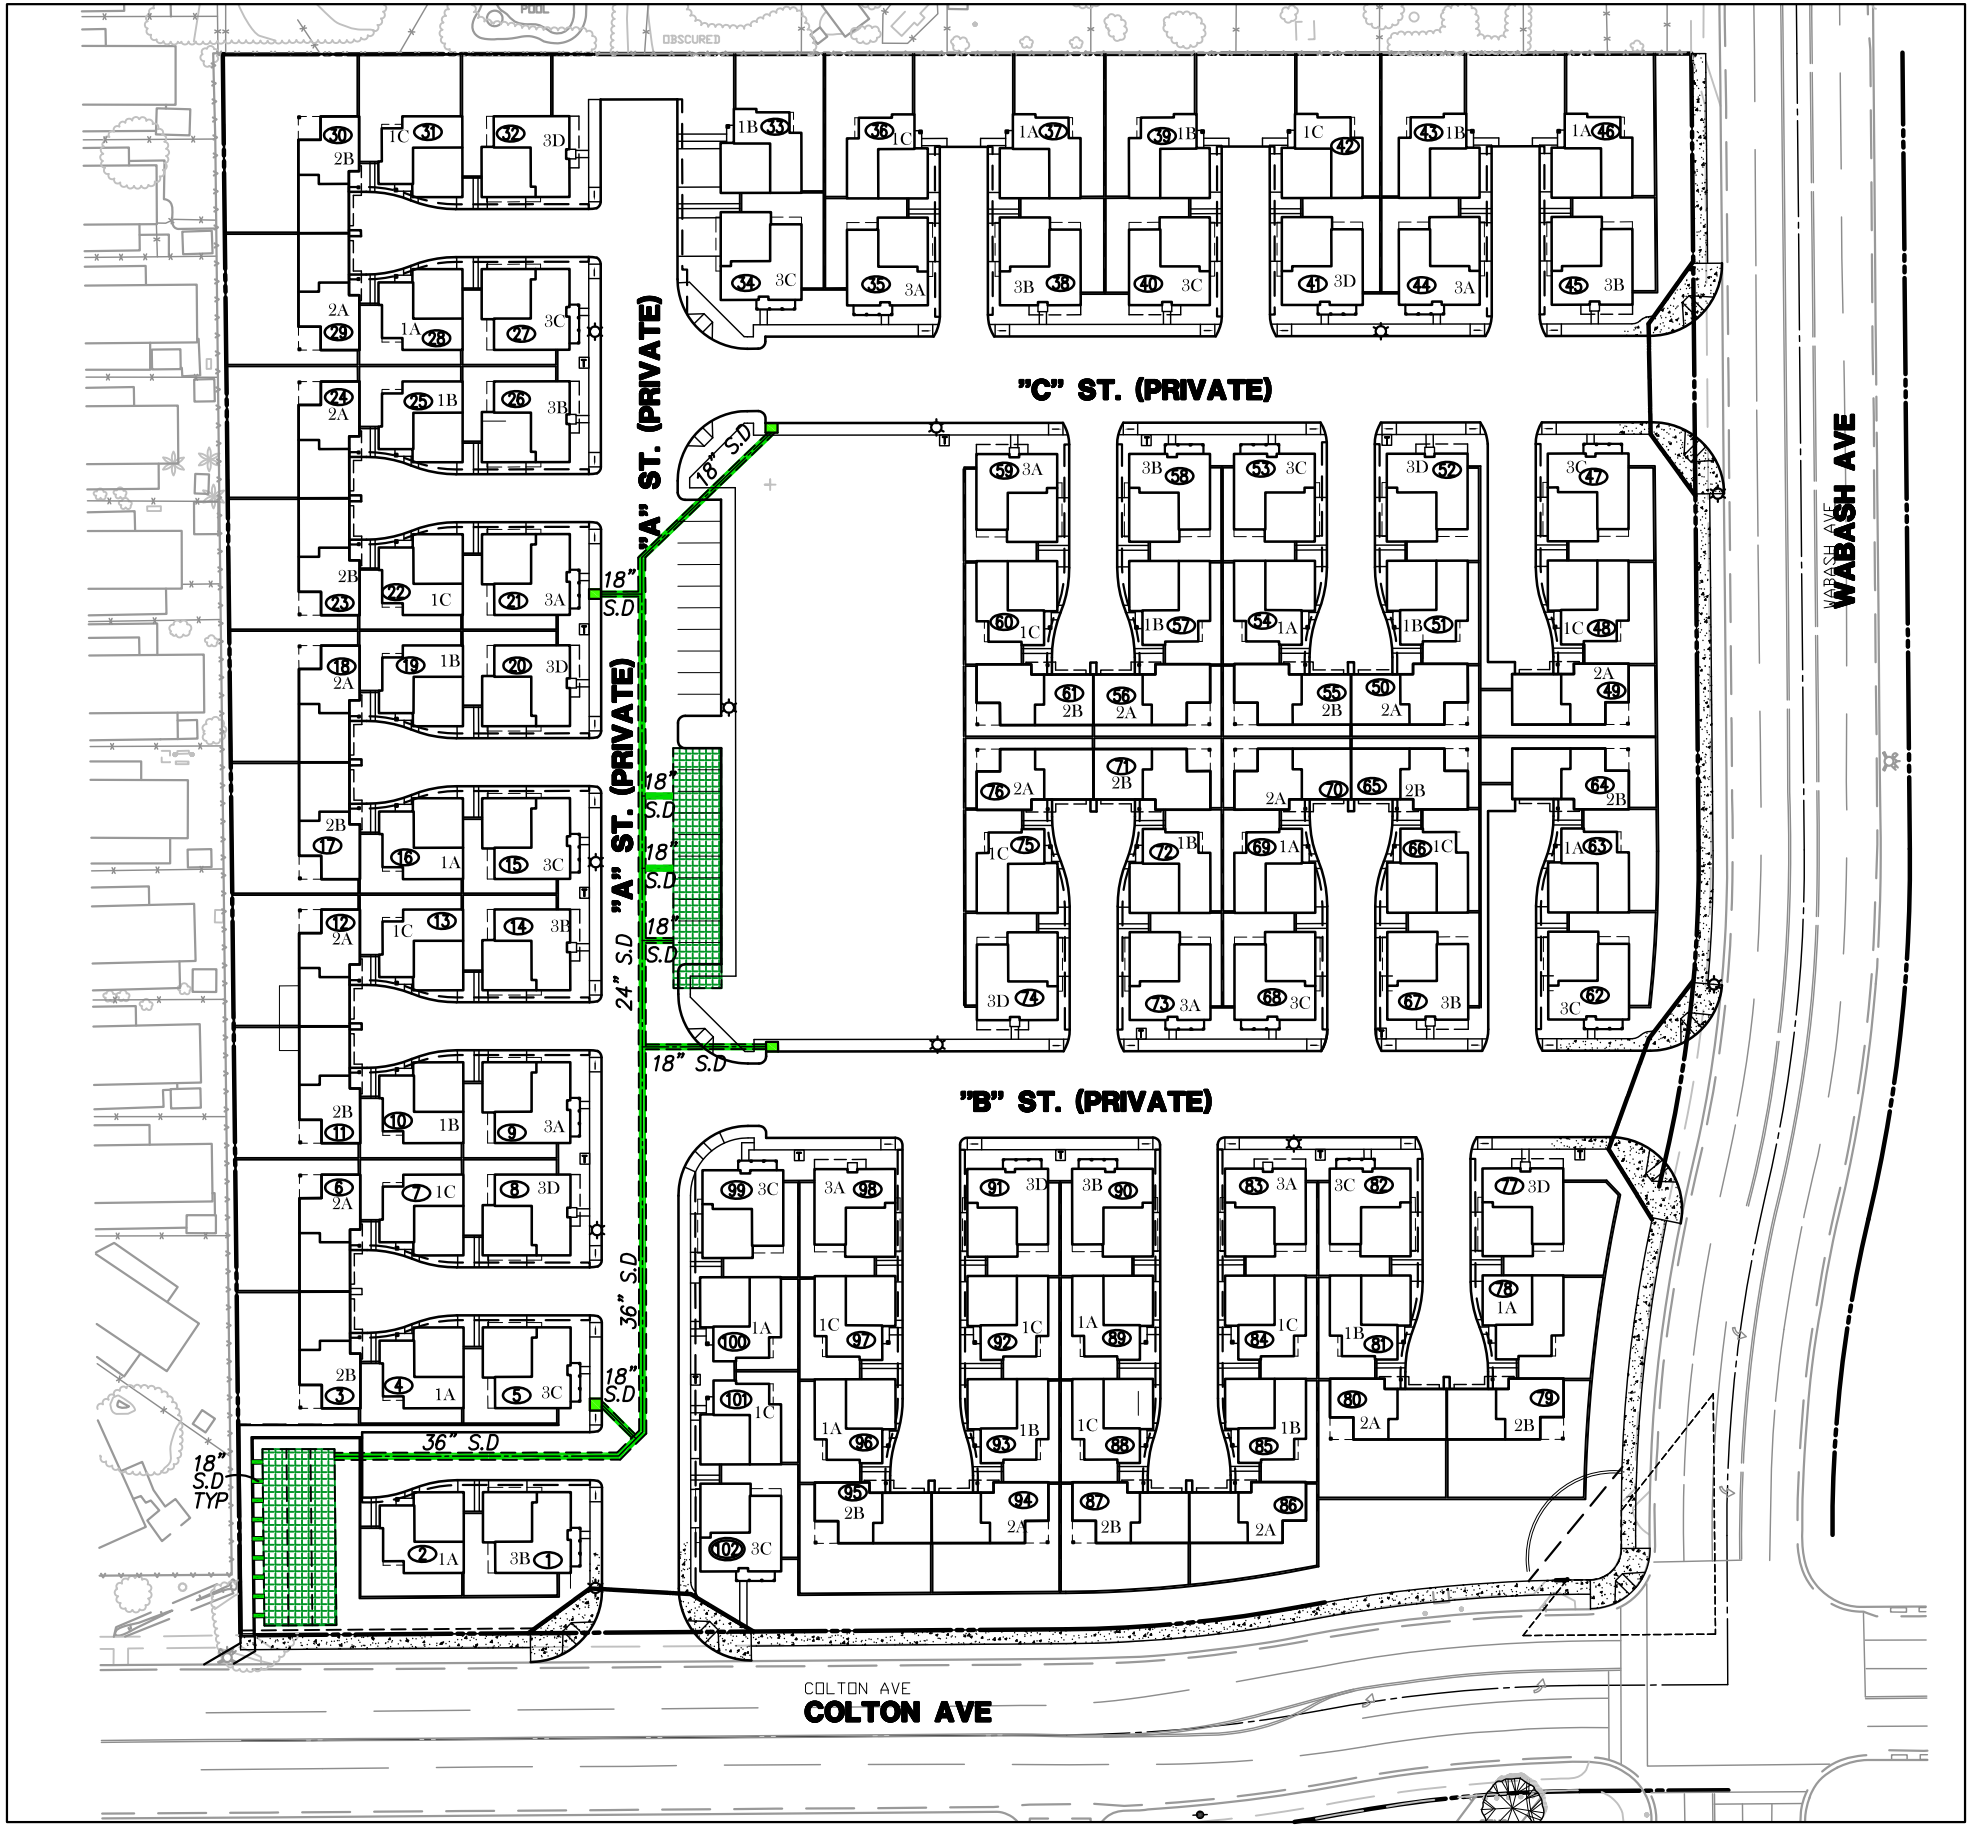 POOL
OBSCURED
30
2B
1C
31
32
3D
1B
33
36
1C
1A
37
39
1B
1C
42
43
1B
1A
46
2A
29
1A
28
27
3C
34
3C
35
3A
3B
38
40
3C
41
3D
44
3A
45
3B
"A" ST. (PRIVATE)
"C" ST. (PRIVATE)
WABASH AVE
WABASH AVE
24
2A
25
1B
26
3B
18" S.D
59
3A
3B
58
53
3C
3D
52
3C
47
2B
23
22
1C
21
3A
18"
S.D
60
1C
1B
57
54
1A
1B
51
1C
48
18
2A
19
1B
20
3D
"A" ST. (PRIVATE)
61
2B
56
2A
55
2B
50
2A
2A
49
2B
17
16
1A
15
3C
18"
S.D
18"
S.D
76
2A
71
2B
2A
70
65
2B
64
2B
1C
75
72
1B
69
1A
66
1C
1A
63
12
2A
1C
13
14
3B
24" S.D
18"
S.D
3D
74
73
3A
68
3C
67
3B
3C
62
2B
11
10
1B
9
3A
18" S.D
"B" ST. (PRIVATE)
6
2A
7
1C
8
3D
99
3C
3A
98
91
3D
3B
90
83
3A
3C
82
77
3D
36" S.D
1A
100
1C
97
92
1C
1A
89
84
1C
1B
81
78
1A
2B
3
4
1A
5
3C
18"
S.D
101
1C
1A
96
93
1B
1C
88
85
1B
80
2A
79
2B
36" S.D
18"
S.D
TYP
2
1A
3B
1
102
3C
95
2B
94
2A
87
2B
86
2A
COLTON AVE
COLTON AVE